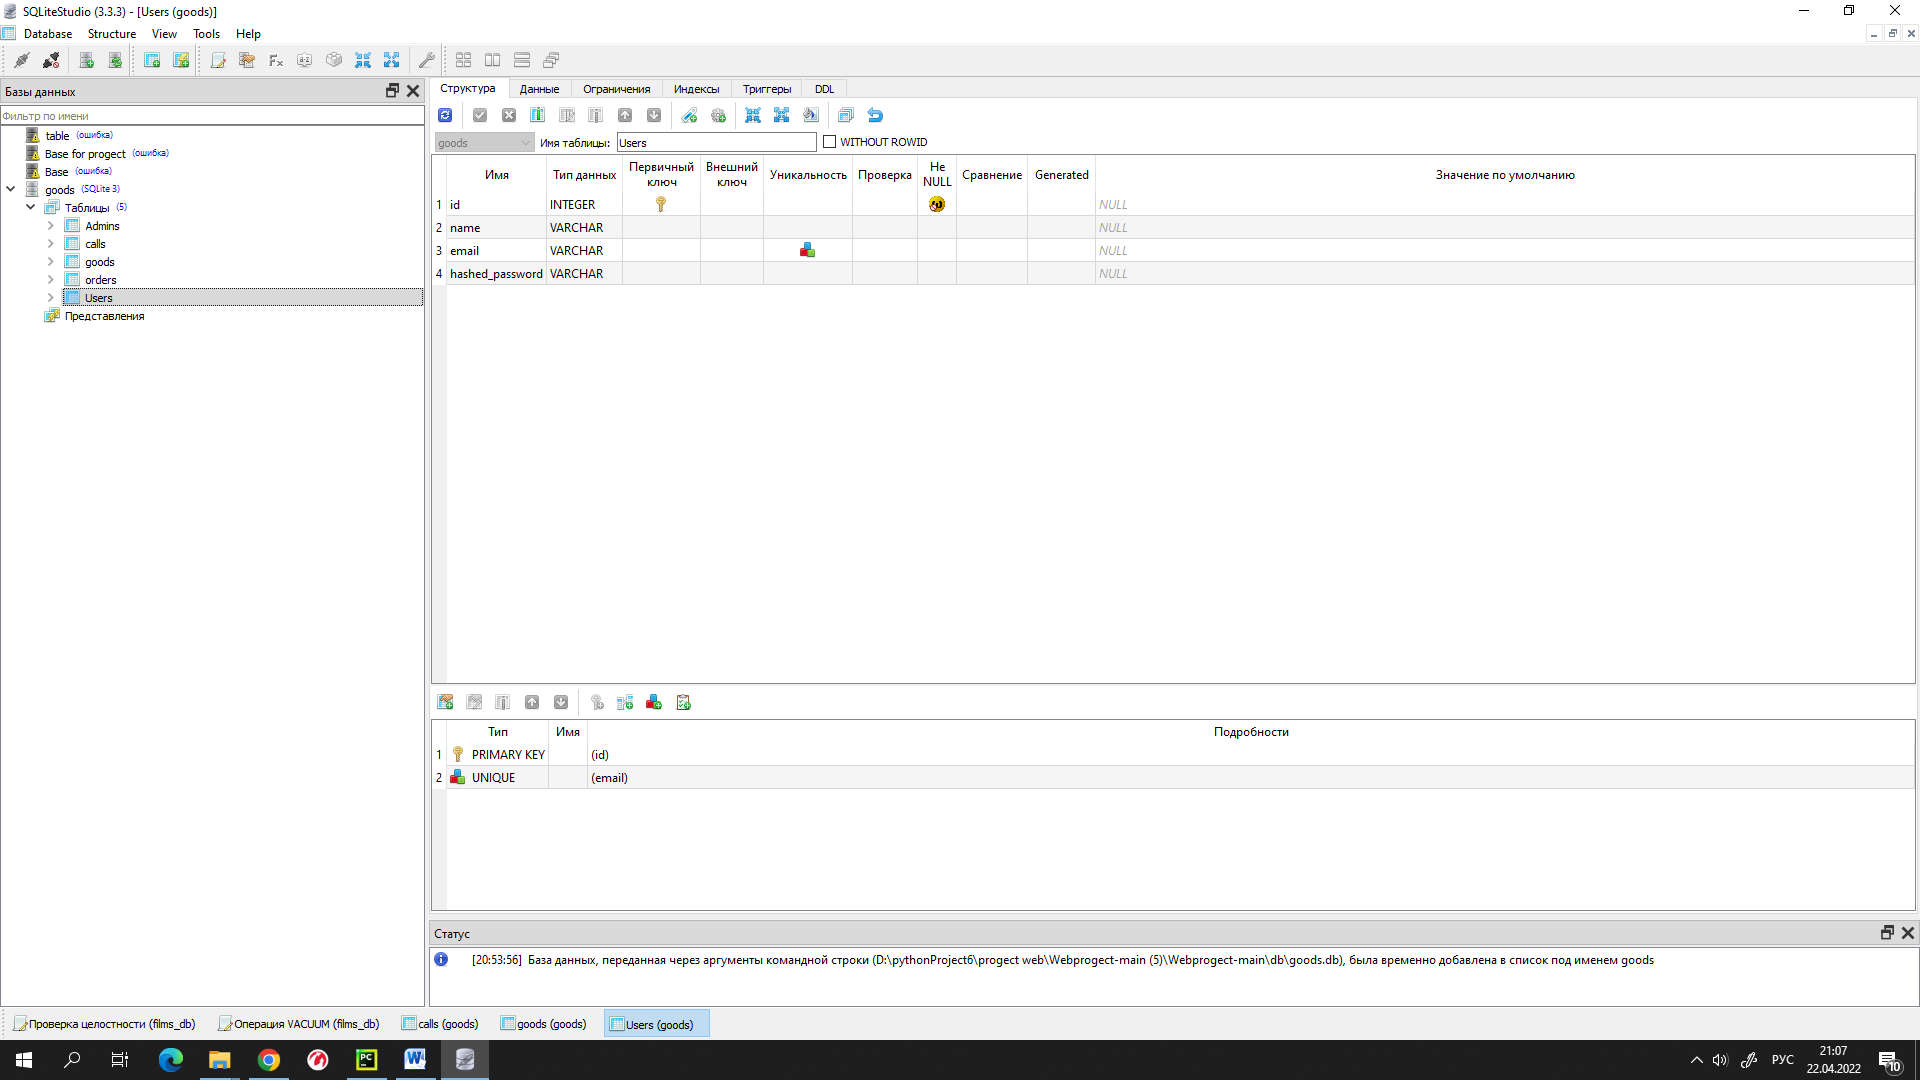 SQLiteStudio (3.3.3) - [Users (goods)]
Database Structure View Tools Help
Базы данных
Фильтр по имени
table (ошибка)
Base for progect (ошибка)
Base (ошибка)
goods (SQLite 3)
Таблицы (5)
Admins
calls
goods
orders
Users
Представления
Структура Данные Ограничения Индексы Триггеры DDL
goods Имя таблицы: Users WITHOUT ROWID
Имя Тип данных Первичный ключ Внешний ключ Уникальность Проверка Не NULL Сравнение Generated Значение по умолчанию
1 id INTEGER NULL
2 name VARCHAR NULL
3 email VARCHAR NULL
4 hashed_password VARCHAR NULL
Тип Имя Подробности
1 PRIMARY KEY (id)
2 UNIQUE (email)
Статус
[20:53:56] База данных, переданная через аргументы командной строки (D:\pythonProject6\progect web\Webprogect-main (5)\Webprogect-main\db\goods.db), была временно добавлена в список под именем goods
Проверка целостности (films_db) Операция VACUUM (films_db) calls (goods) goods (goods) Users (goods)
PC W РУС 21:07 10
22.04.2022